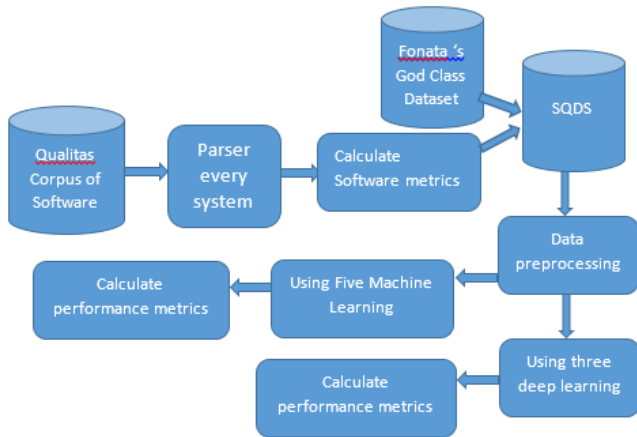 Fonata 's
God Class
Dataset
SQDS
Qualitas
Corpus of
Software
Parser
every
system
Calculate
Software metrics
Data
preprocessing
Using Five Machine
Learning
Calculate
performance metrics
Using three
deep learning
Calculate
performance metrics